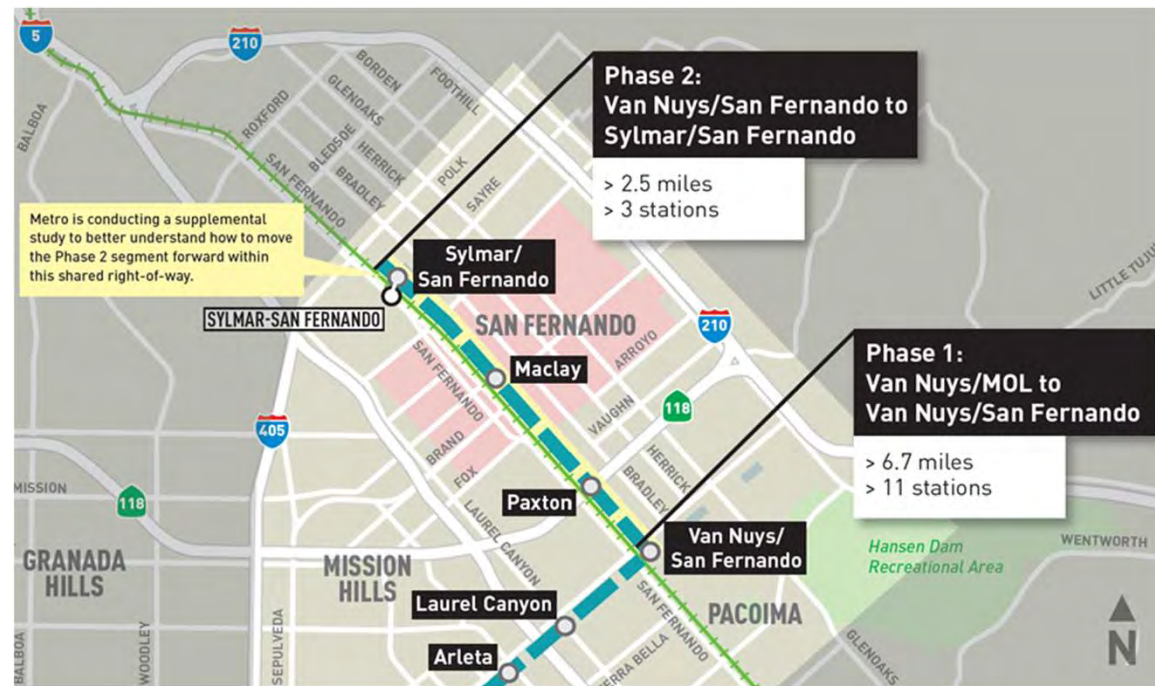 5
210
BALBOA
ROXFORD
BORDEN
GLENOAKS
BLEDSOE
HERRICK
BRADLEY
FOOTHILL
POLK
SAYRE
SAN FERNANDO
Phase 2:
Van Nuys/San Fernando to
Sylmar/San Fernando
> 2.5 miles
> 3 stations
Metro is conducting a supplemental
study to better understand how to move
the Phase 2 segment forward within
this shared right-of-way.
Sylmar/
San Fernando
SYLMAR-SAN FERNANDO
SAN FERNANDO
LITTLE TUJU
210
ARROYO
Maclay
SAN FERNANDO
Phase 1:
Van Nuys/MOL to
Van Nuys/San Fernando
> 6.7 miles
> 11 stations
118
VAUGHN
405
BRAND
FOX
HERRICK
BRADLEY
MISSION
118
Paxton
LAUREL CANYON
Van Nuys/
San Fernando
Hansen Dam
Recreational Area
WENTWORTH
GRANADA
HILLS
MISSION
HILLS
Laurel Canyon
SAN FERNANDO
PACOIMA
GLENOAKS
BALBOA
WOODLEY
SEPULVEDA
Arleta
ERRA BELLA
N